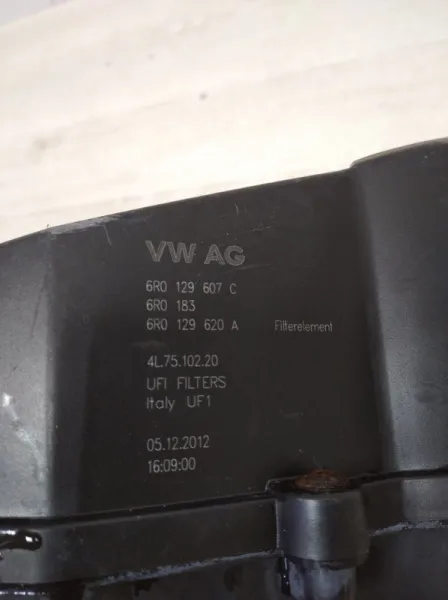 VW AG
6R0 129 607 C
6R0 183
6R0 129 620 A Filterelement
4L.75.102.20
UFI FILTERS
Italy UF1
05.12.2012
16:09:00